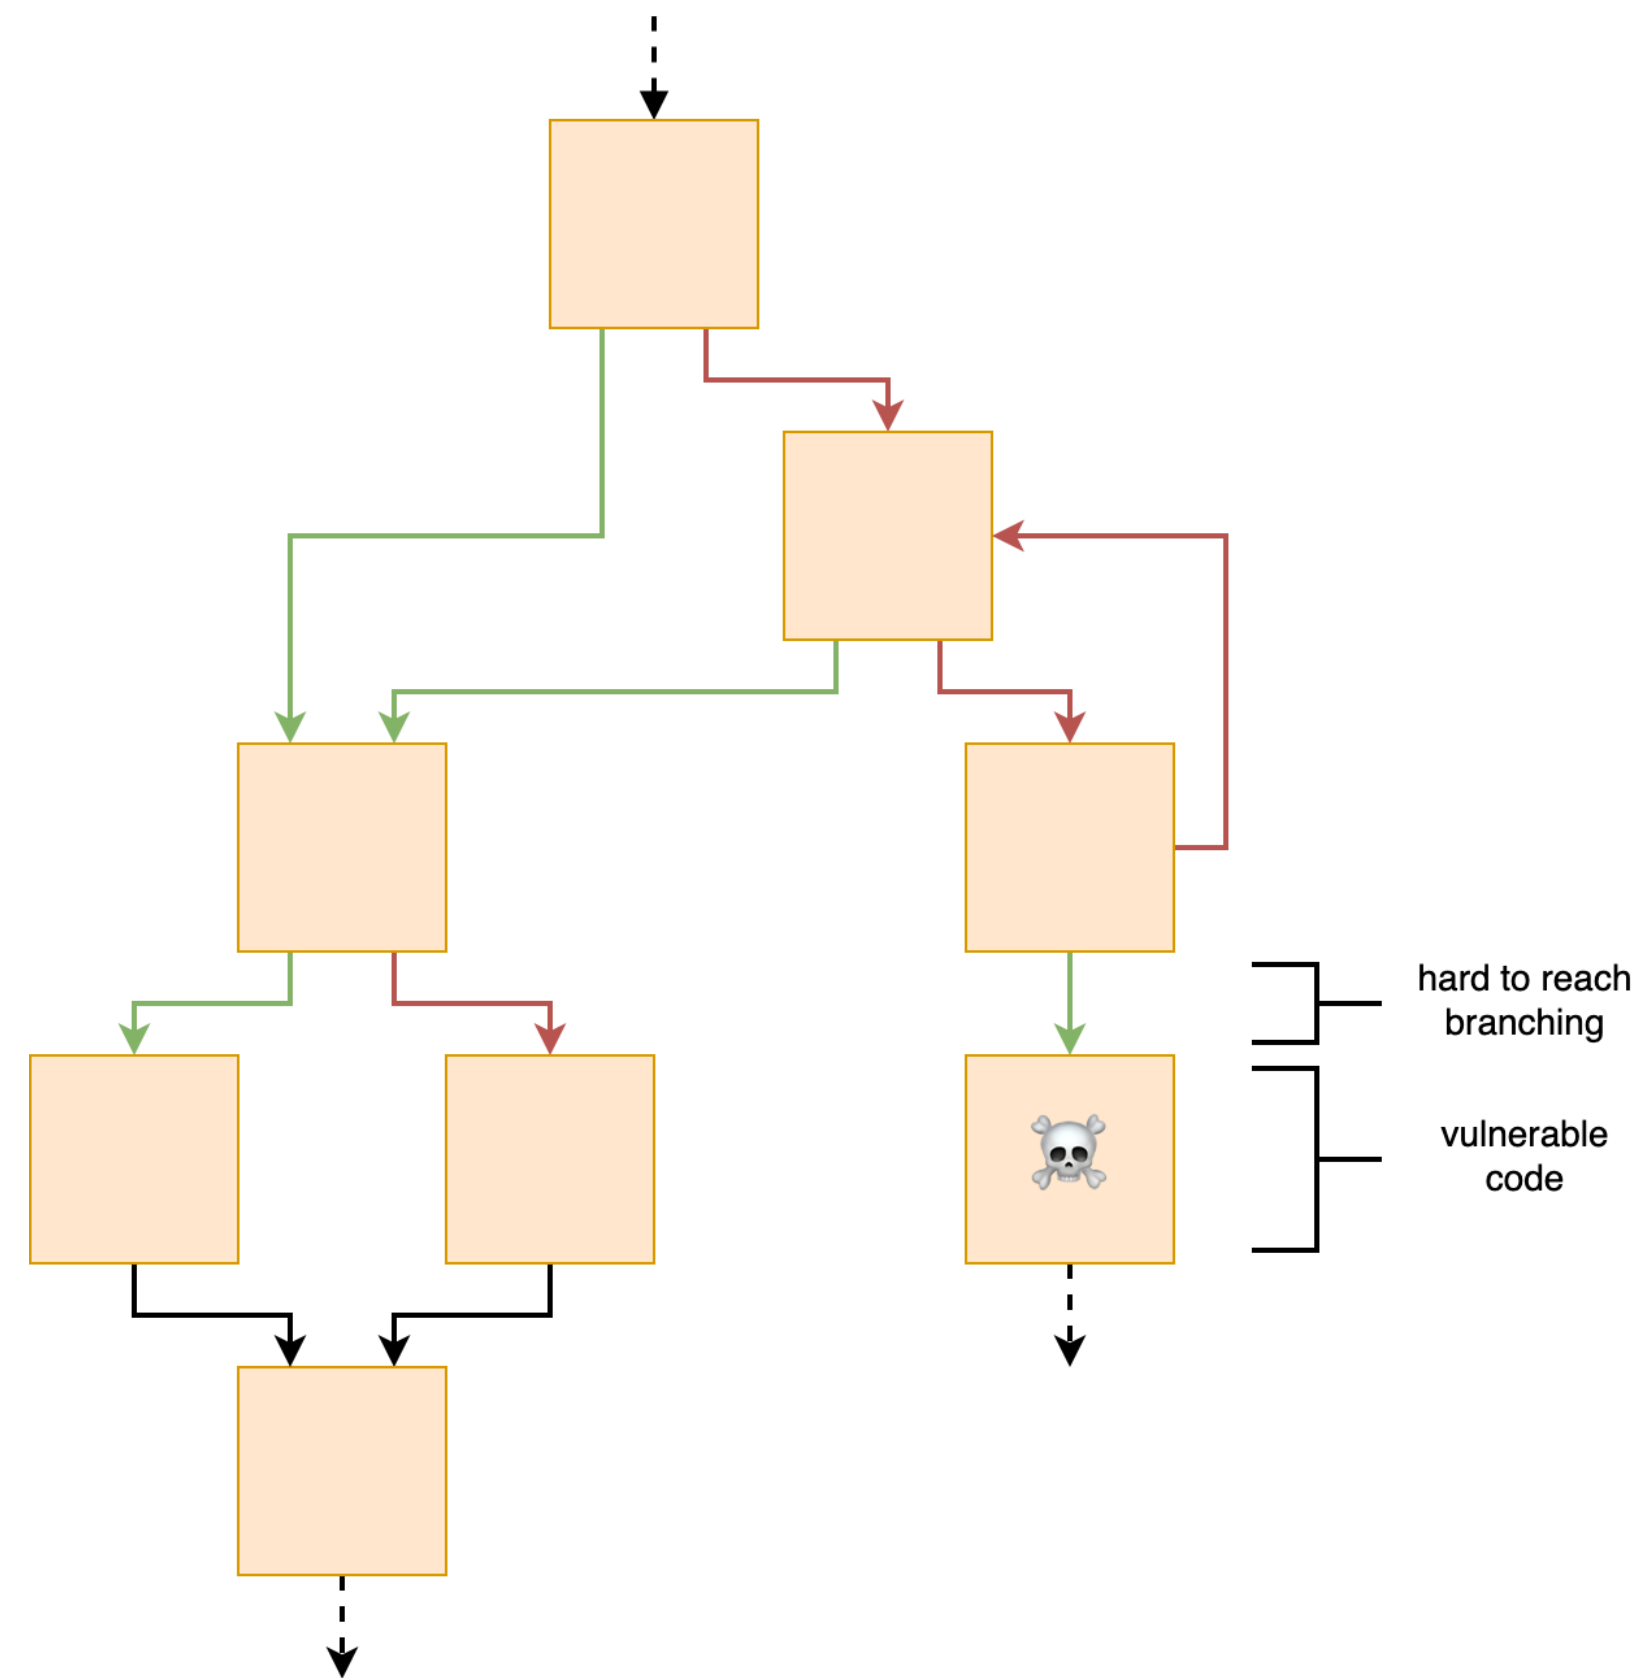 hard to reach
branching
vulnerable
code